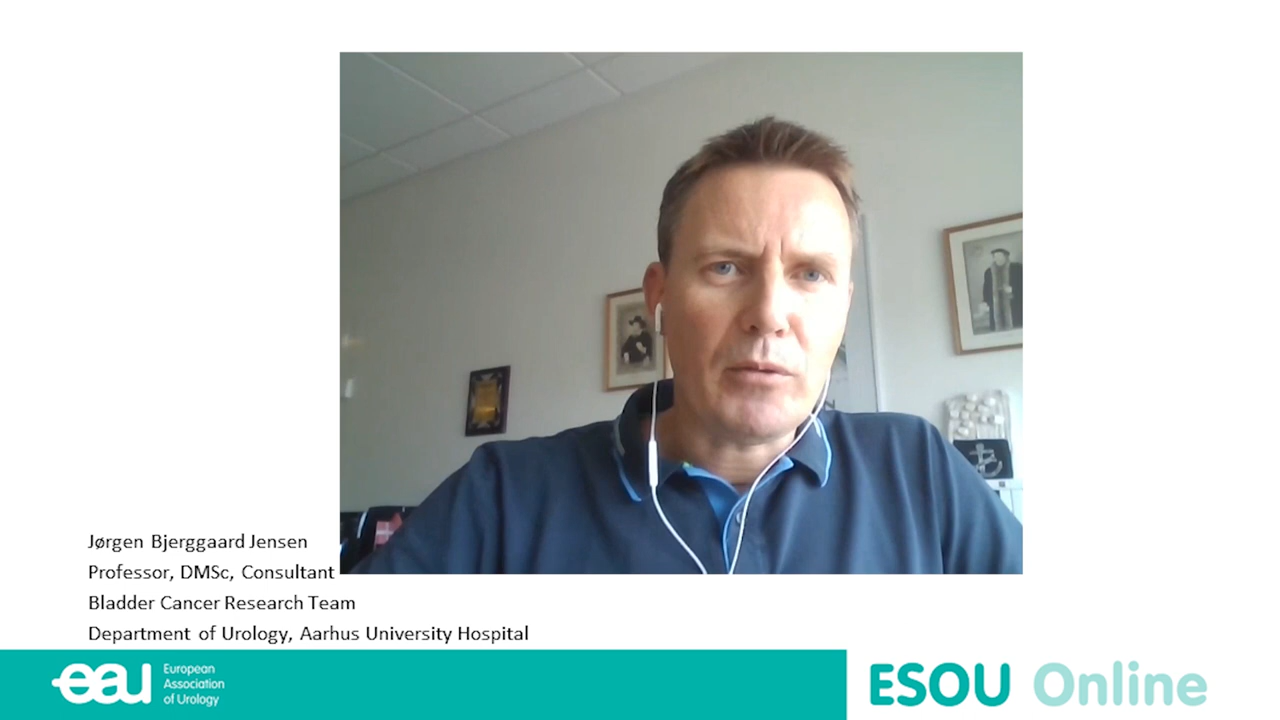 Jørgen Bjerggaard Jensen
Professor, DMSc, Consultant
Bladder Cancer Research Team
Department of Urology, Aarhus University Hospital
eau
European
Association
of Urology
ESOU Online